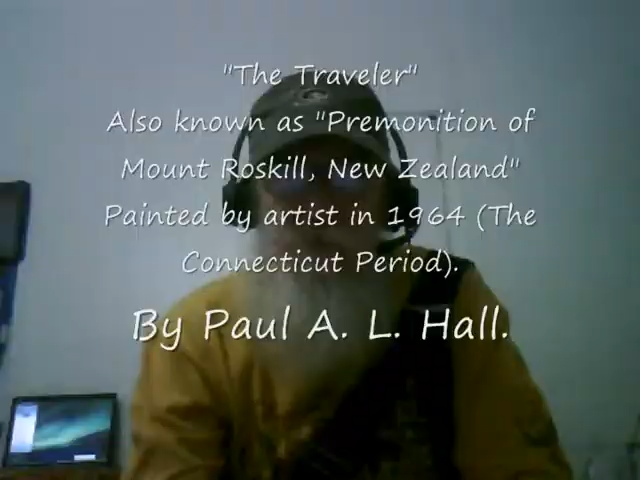 "The Traveler"
Also known as "Premonition of
Mount Roskill, New Zealand"
Painted by artist in 1964 (The
Connecticut Period).
By Paul A. L. Hall.